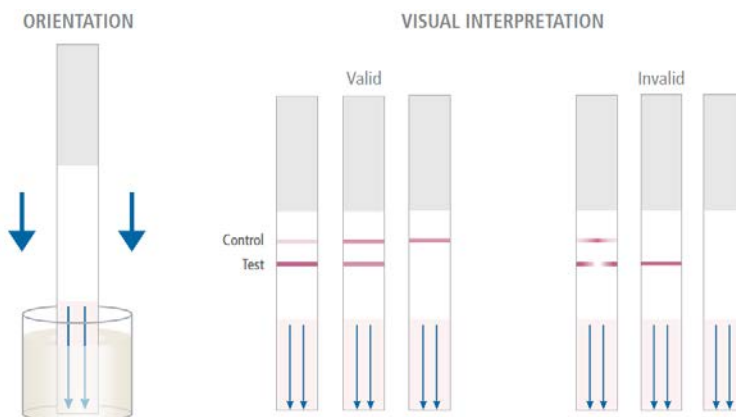 ORIENTATION
VISUAL INTERPRETATION
Valid
Invalid
Control
Test